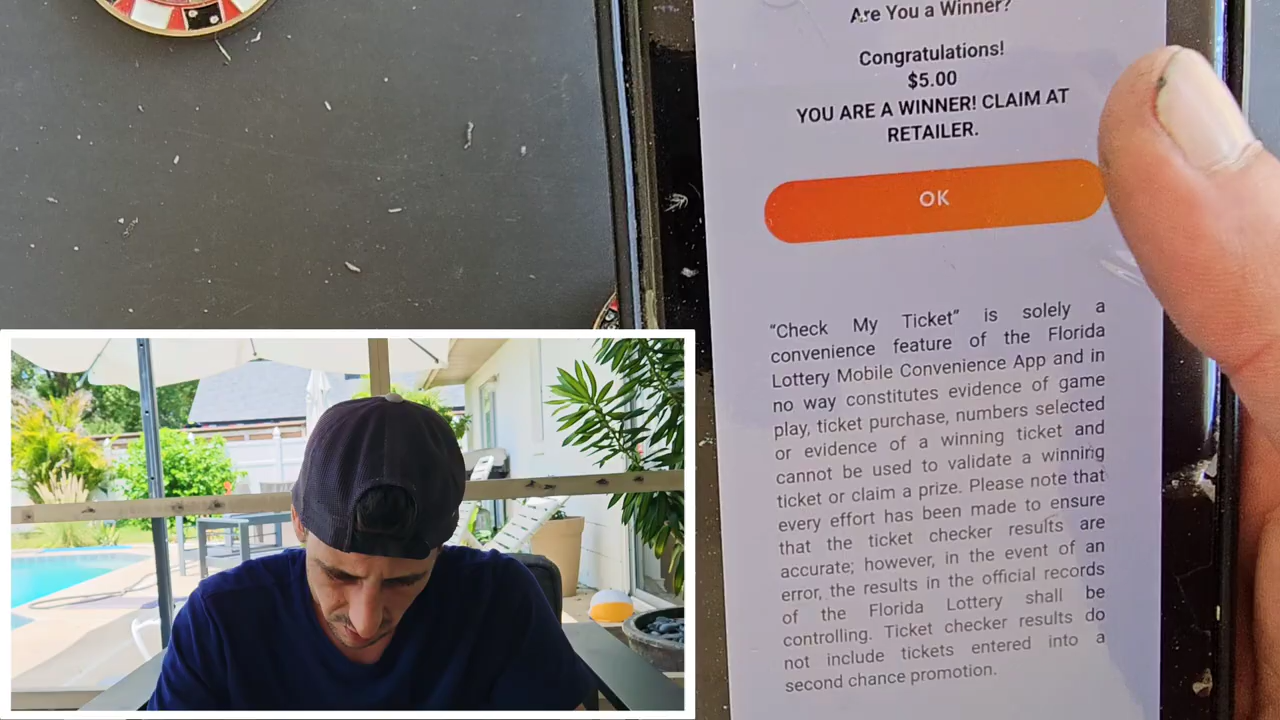 Are You a Winner?
Congratulations!
$5.00
YOU ARE A WINNER! CLAIM AT
RETAILER.
OK
"Check My Ticket" is solely a
convenience feature of the Florida
Lottery Mobile Convenience App and in
no way constitutes evidence of game
play, ticket purchase, numbers selected
or evidence of a winning ticket and
cannot be used to validate a winning
ticket or claim a prize. Please note that
every effort has been made to ensure
that the ticket checker results are
accurate; however, in the event of an
error, the results in the official records
of the Florida Lottery shall be
controlling. Ticket checker results do
not include tickets entered into a
second chance promotion.